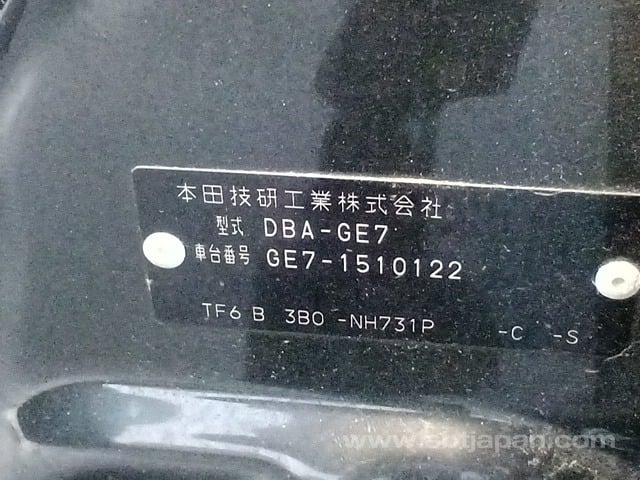 本田技研工業株式会社
型式 DBA-GE7
車台番号 GE7-1510122
TF6 B 3B0 -NH731P -C -S
www.sbtjapan.com